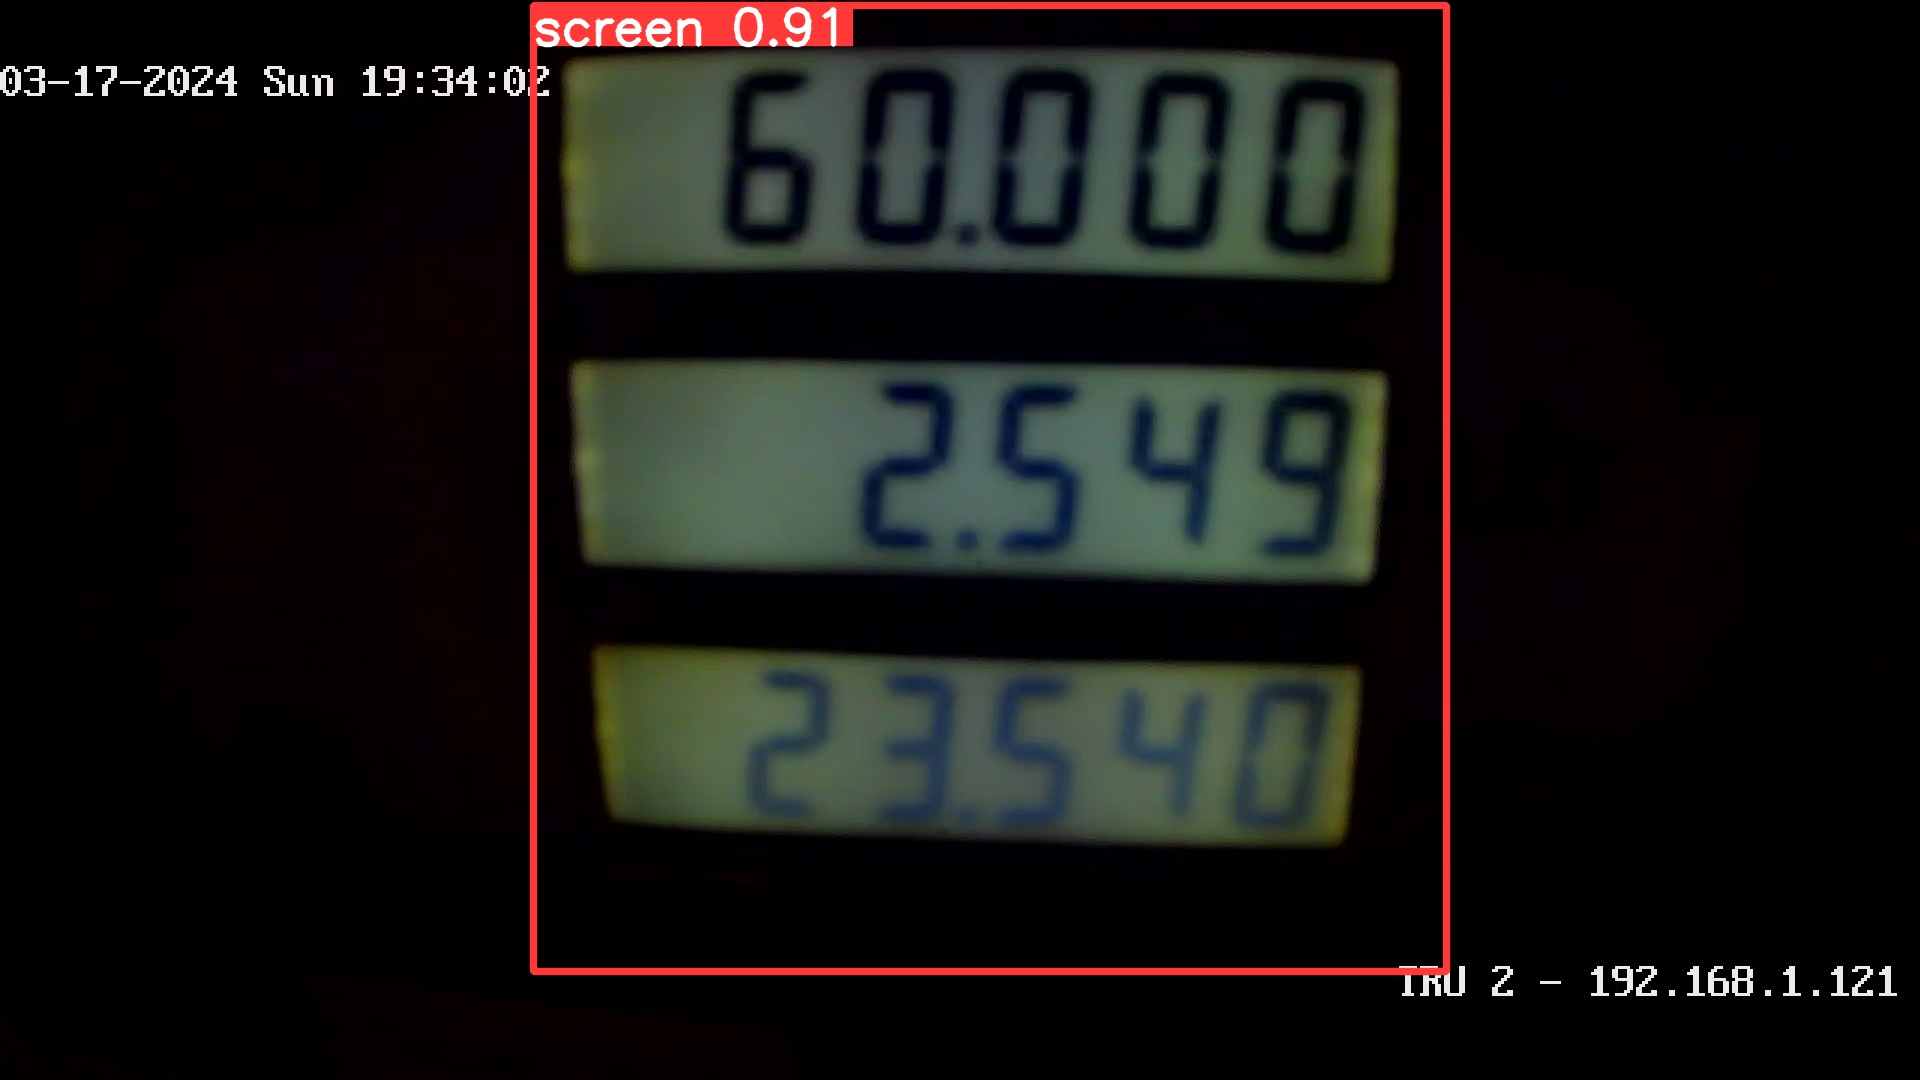 screen 0.91
03-17-2024 Sun 19:34:02
60.000
2.549
23.540
TRU 2 - 192.168.1.121